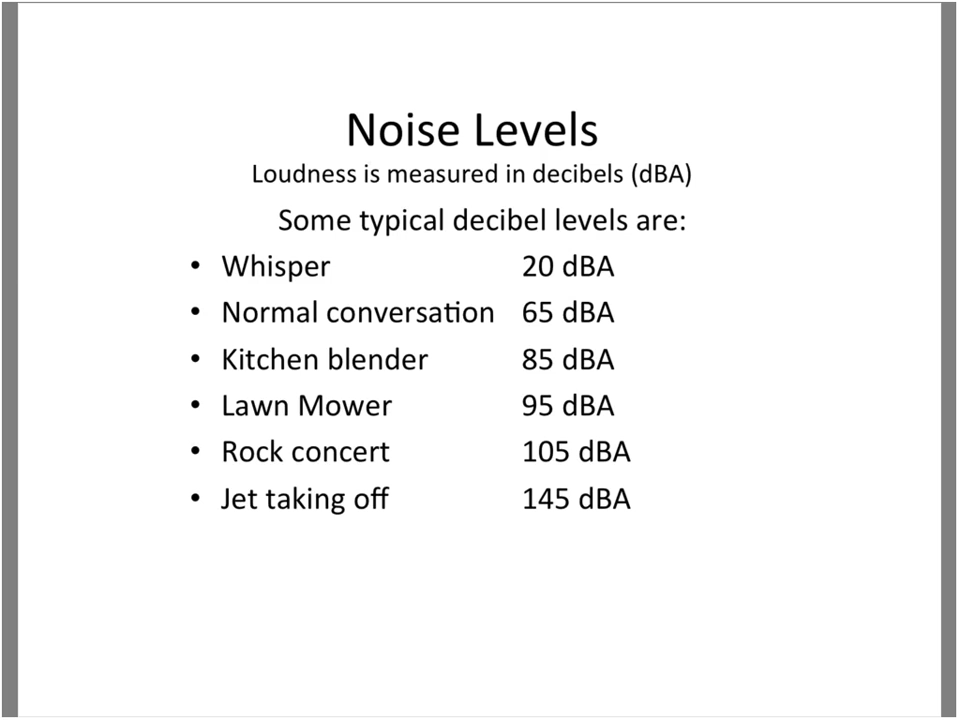 Noise Levels
Loudness is measured in decibels (dBA)
Some typical decibel levels are:
• Whisper 20 dBA
• Normal conversation 65 dBA
• Kitchen blender 85 dBA
• Lawn Mower 95 dBA
• Rock concert 105 dBA
• Jet taking off 145 dBA